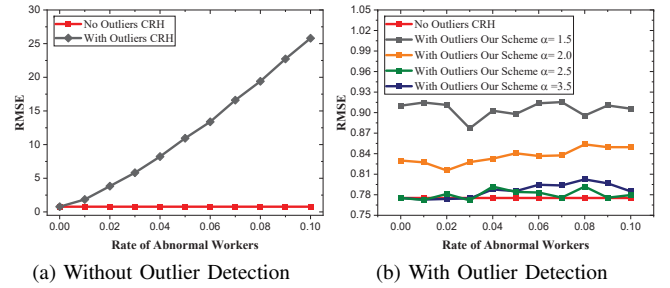 No Outliers CRH
With Outliers CRH
RMSE
30
25
20
15
10
5
0
0.00 0.02 0.04 0.06 0.08 0.10
Rate of Abnormal Workers
(a) Without Outlier Detection
No Outliers CRH
With Outliers Our Scheme α= 1.5
With Outliers Our Scheme α= 2.0
With Outliers Our Scheme α= 2.5
With Outliers Our Scheme α =3.5
RMSE
1.05
1.02
0.99
0.96
0.93
0.90
0.87
0.84
0.81
0.78
0.75
0.00 0.02 0.04 0.06 0.08 0.10
Rate of Abnormal Workers
(b) With Outlier Detection